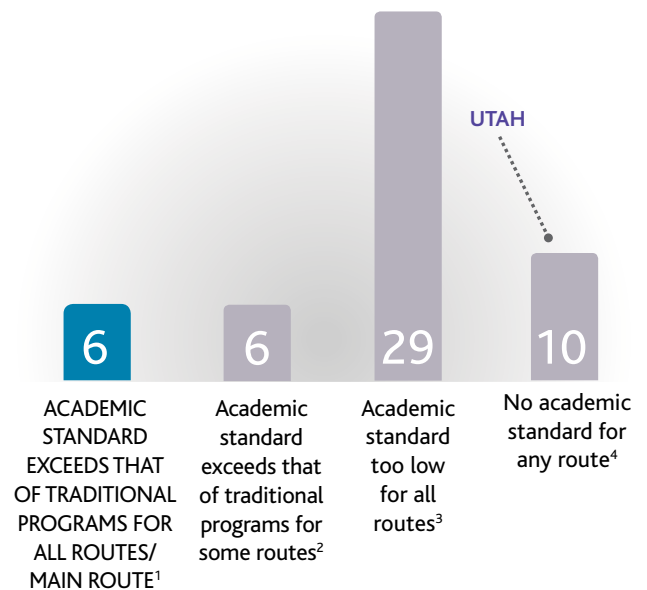 UTAH
6
6
29
10
ACADEMIC
STANDARD
EXCEEDS THAT
OF TRADITIONAL
PROGRAMS FOR
ALL ROUTES/
MAIN ROUTE¹
Academic
standard
exceeds that
of traditional
programs for
some routes²
Academic
standard
too low
for all
routes³
No academic
standard for
any route⁴